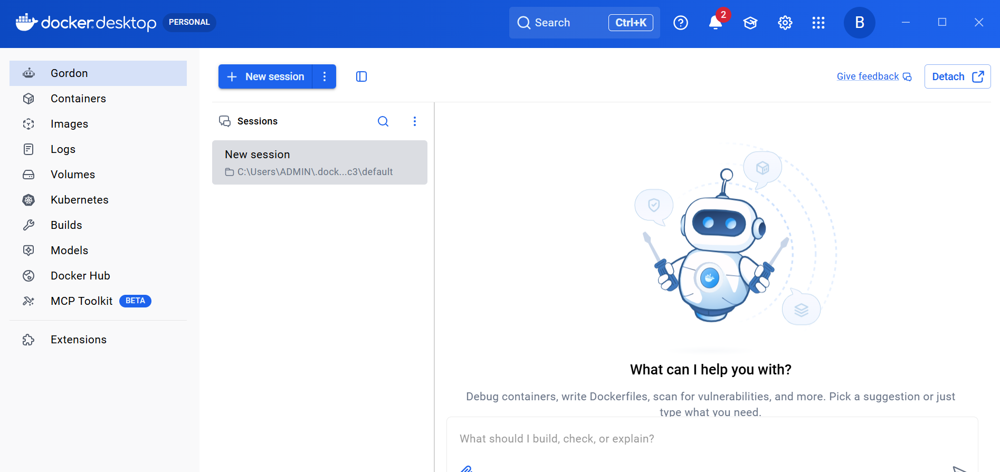 docker desktop PERSONAL
Search Ctrl+K
2
B
Gordon
Containers
Images
Logs
Volumes
Kubernetes
Builds
Models
Docker Hub
MCP Toolkit BETA
Extensions
New session
Give feedback
Detach
Sessions
New session
C:\Users\ADMIN\.dock...c3\default
What can I help you with?
Debug containers, write Dockerfiles, scan for vulnerabilities, and more. Pick a suggestion or just
type what you need.
What should I build, check, or explain?